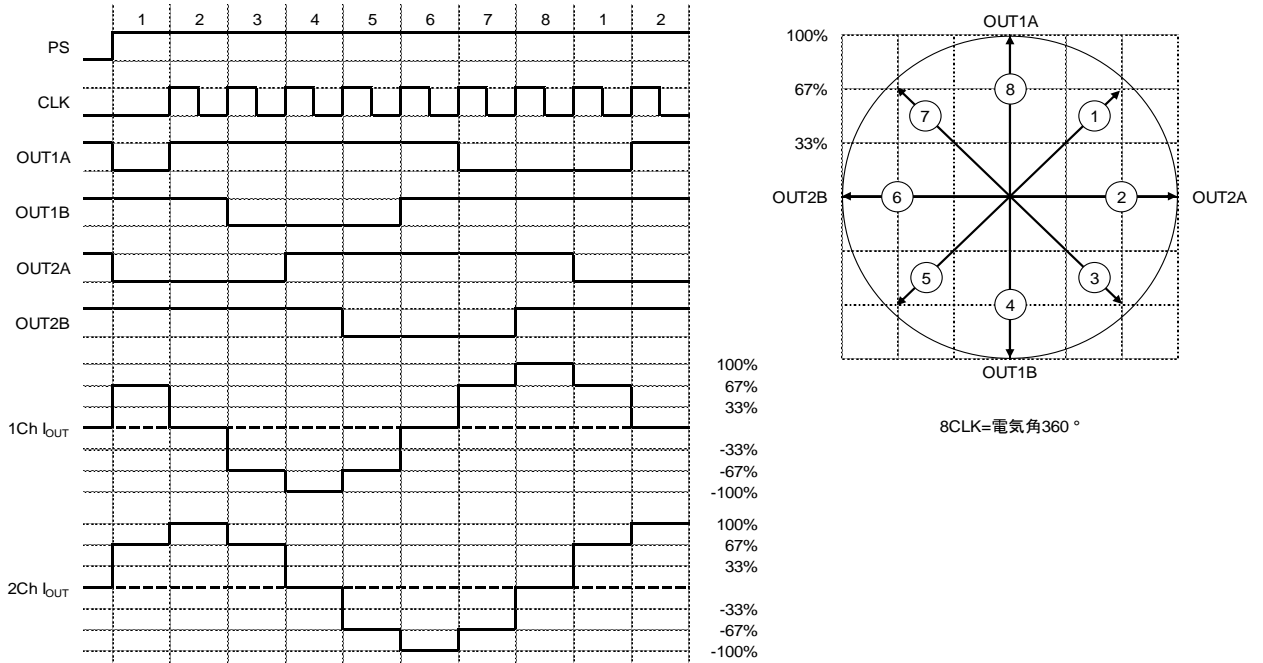 1 2 3 4 5 6 7 8 1 2
PS
CLK
OUT1A
OUT1B
OUT2A
OUT2B
1Ch IOUT
100%
67%
33%
-33%
-67%
-100%
2Ch IOUT
100%
67%
33%
-33%
-67%
-100%
OUT1A
100%
67%
33%
8
7
1
OUT2B
6
2
OUT2A
5
3
4
OUT1B
8CLK=電気角360 °